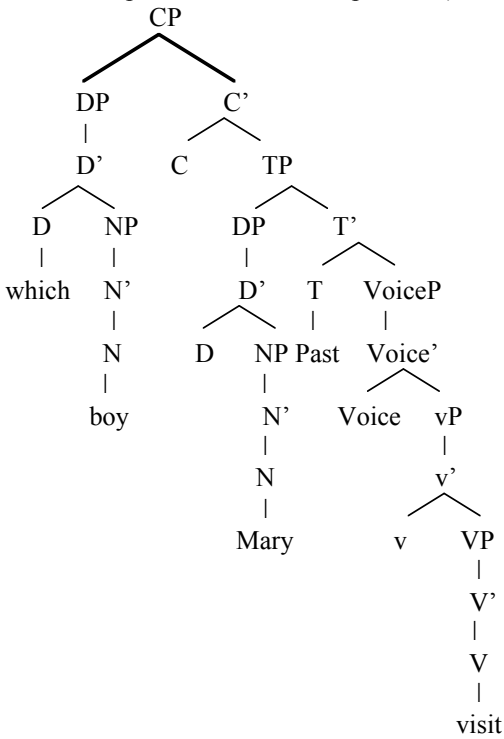 CP
DP C’
D’ C TP
D NP DP T’
which N’ D’ T VoiceP
N D NP Past Voice’
boy N’ Voice vP
N v’
Mary v VP
V’
V
visit